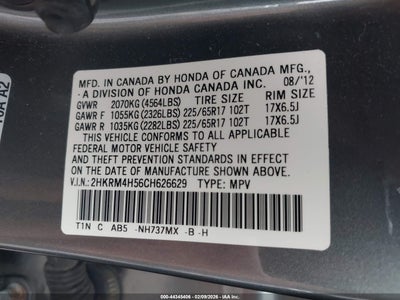 MFD. IN CANADA BY HONDA OF CANADA MFG.,
A DIVISION OF HONDA CANADA INC. 08/'12
GVWR 2070KG(4564LBS) TIRE SIZE RIM SIZE
GAWR F 1055KG(2326LBS) 225/65R17 102T 17X6.5J
GAWR R 1035KG(2282LBS) 225/65R17 102T 17X6.5J
THIS VEHICLE CONFORMS TO ALL APPLICABLE
FEDERAL MOTOR VEHICLE SAFETY
AND THEFT PREVENTION STANDARDS IN EFFECT
ON THE DATE OF MANUFACTURE SHOWN ABOVE.
V.I.N.: 2HKRM4H56CH626629 TYPE: MPV
T1N C AB5 -NH737MX -B -H
10A A2
000-44345406 - 02/09/2026 - IAA Inc.